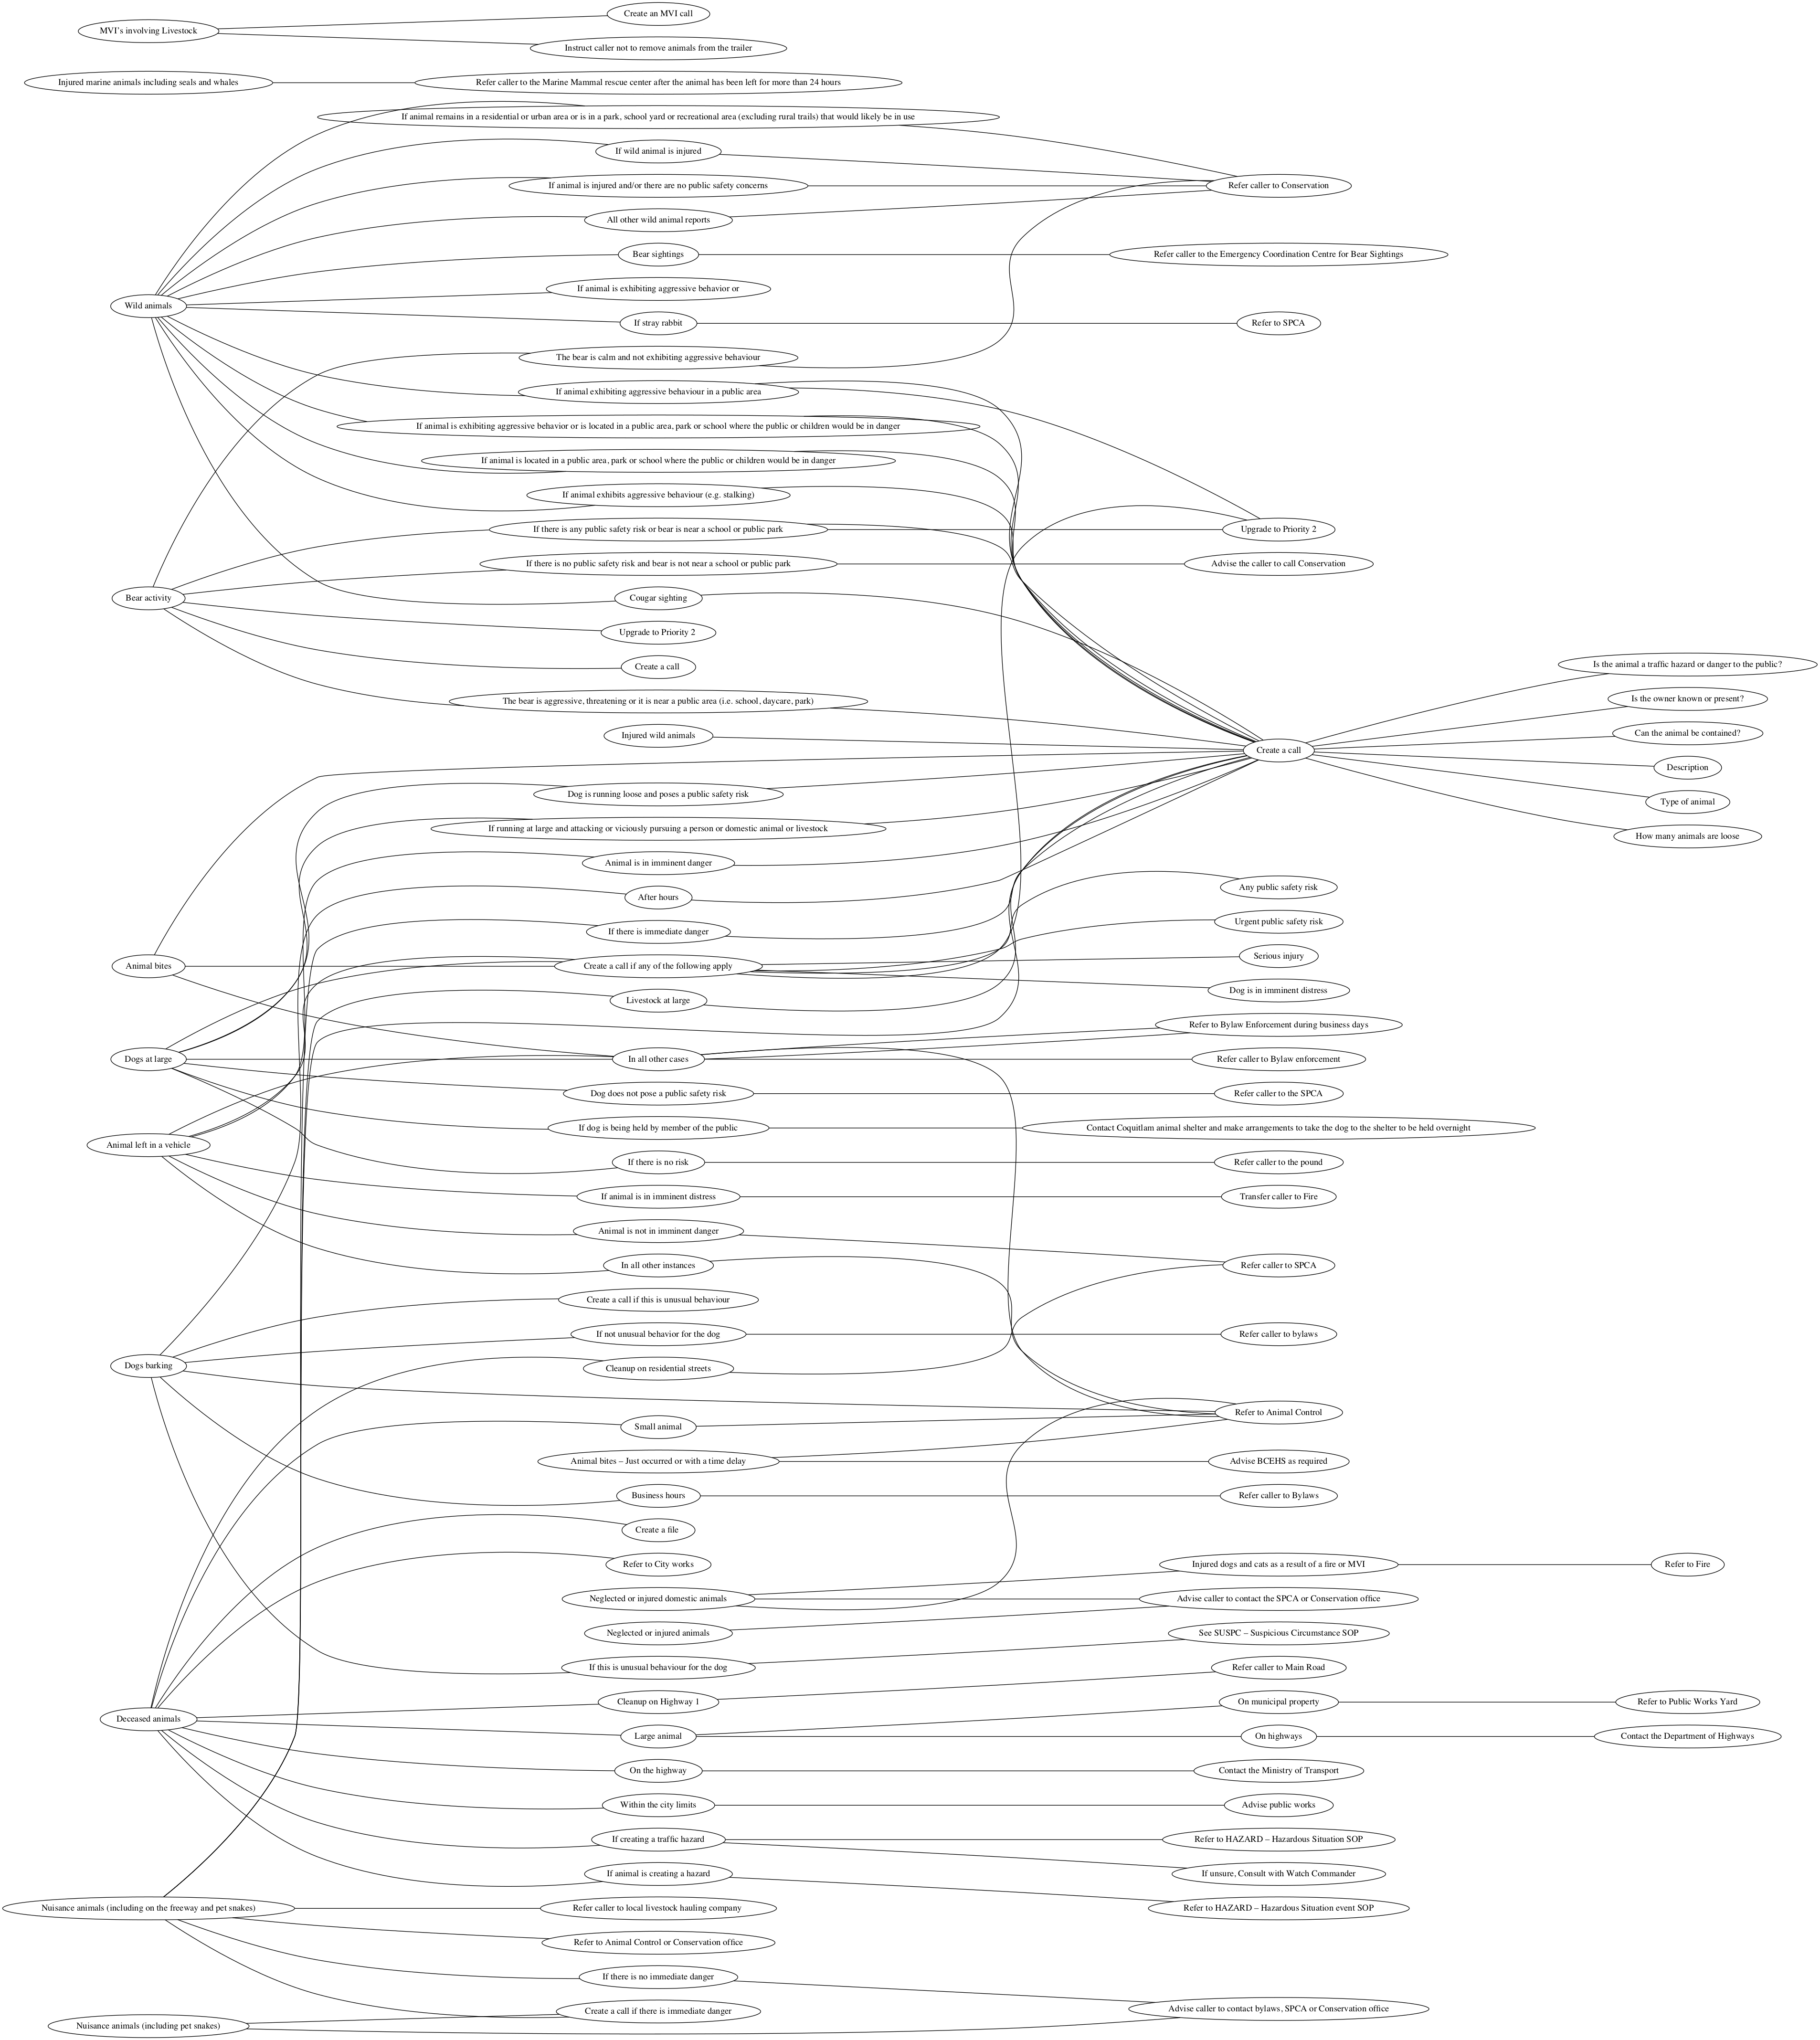 Create an MVI call
MVI's involving Livestock
Instruct caller not to remove animals from the trailer
Injured marine animals including seals and whales
Refer caller to the Marine Mammal rescue center after the animal has been left for more than 24 hours
If animal remains in a residential or urban area or is in a park, school yard or recreational area (excluding rural trails) that would likely be in use
If wild animal is injured
If animal is injured and/or there are no public safety concerns
Refer caller to Conservation
All other wild animal reports
Bear sightings
Refer caller to the Emergency Coordination Centre for Bear Sightings
If animal is exhibiting aggressive behavior or
Wild animals
If stray rabbit
Refer to SPCA
The bear is calm and not exhibiting aggressive behaviour
If animal exhibiting aggressive behaviour in a public area
If animal is exhibiting aggressive behavior or is located in a public area, park or school where the public or children would be in danger
If animal is located in a public area, park or school where the public or children would be in danger
If animal exhibits aggressive behaviour (e.g. stalking)
If there is any public safety risk or bear is near a school or public park
Upgrade to Priority 2
If there is no public safety risk and bear is not near a school or public park
Advise the caller to call Conservation
Bear activity
Cougar sighting
Upgrade to Priority 2
Create a call
Is the animal a traffic hazard or danger to the public?
Is the owner known or present?
The bear is aggressive, threatening or it is near a public area (i.e. school, daycare, park)
Can the animal be contained?
Injured wild animals
Create a call
Description
Dog is running loose and poses a public safety risk
Type of animal
If running at large and attacking or viciously pursuing a person or domestic animal or livestock
How many animals are loose
Animal is in imminent danger
Any public safety risk
After hours
Urgent public safety risk
If there is immediate danger
Serious injury
Animal bites
Create a call if any of the following apply
Dog is in imminent distress
Livestock at large
Refer to Bylaw Enforcement during business days
Dogs at large
In all other cases
Refer caller to Bylaw enforcement
Dog does not pose a public safety risk
Refer caller to the SPCA
If dog is being held by member of the public
Contact Coquitlam animal shelter and make arrangements to take the dog to the shelter to be held overnight
Animal left in a vehicle
If there is no risk
Refer caller to the pound
If animal is in imminent distress
Transfer caller to Fire
Animal is not in imminent danger
In all other instances
Refer caller to SPCA
Create a call if this is unusual behaviour
If not unusual behavior for the dog
Refer caller to bylaws
Dogs barking
Cleanup on residential streets
Refer to Animal Control
Small animal
Animal bites – Just occurred or with a time delay
Advise BCEHS as required
Business hours
Refer caller to Bylaws
Create a file
Refer to City works
Injured dogs and cats as a result of a fire or MVI
Refer to Fire
Neglected or injured domestic animals
Advise caller to contact the SPCA or Conservation office
Neglected or injured animals
See SUSPC – Suspicious Circumstance SOP
If this is unusual behaviour for the dog
Refer caller to Main Road
Cleanup on Highway 1
On municipal property
Refer to Public Works Yard
Deceased animals
Large animal
On highways
Contact the Department of Highways
On the highway
Contact the Ministry of Transport
Within the city limits
Advise public works
If creating a traffic hazard
Refer to HAZARD – Hazardous Situation SOP
If animal is creating a hazard
If unsure, Consult with Watch Commander
Nuisance animals (including on the freeway and pet snakes)
Refer caller to local livestock hauling company
Refer to HAZARD – Hazardous Situation event SOP
Refer to Animal Control or Conservation office
If there is no immediate danger
Create a call if there is immediate danger
Advise caller to contact bylaws, SPCA or Conservation office
Nuisance animals (including pet snakes)